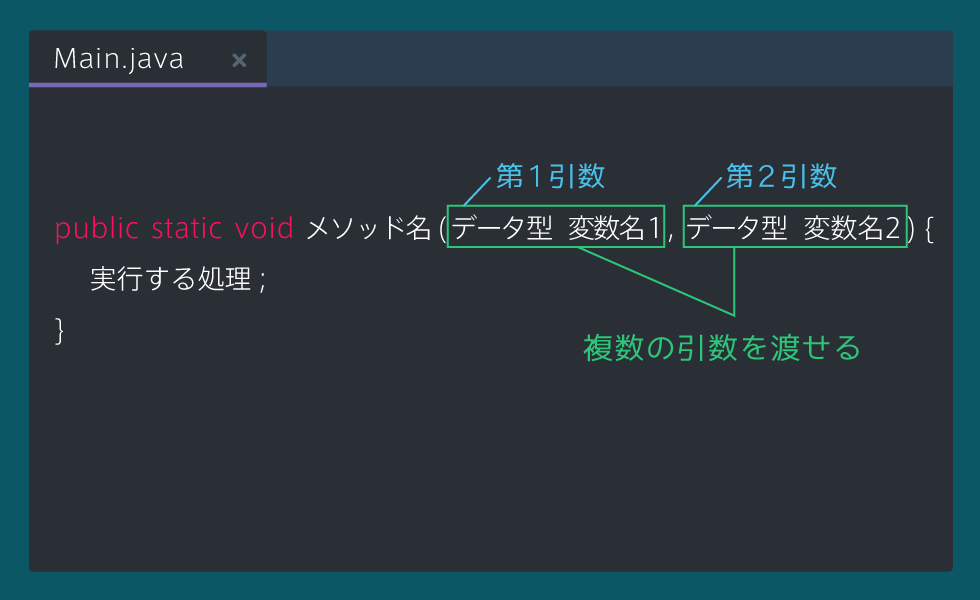 Main.java ×
第1引数 第2引数
public static void メソッド名(データ型 変数名1, データ型 変数名2) {
実行する処理 ;
}
複数の引数を渡せる